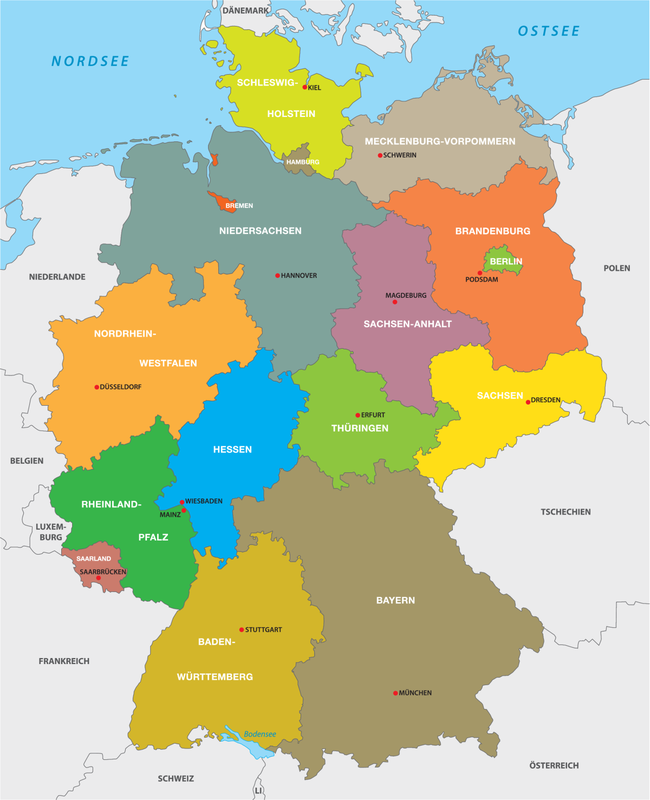 DÄNEMARK
OSTSEE
NORDSEE
SCHLESWIG-
KIEL
HOLSTEIN
MECKLENBURG-VORPOMMERN
SCHWERIN
HAMBURG
BREMEN
NIEDERSACHSEN
BRANDENBURG
BERLIN
POLEN
NIEDERLANDE
HANNOVER
PODSDAM
MAGDEBURG
SACHSEN-ANHALT
NORDRHEIN-
WESTFALEN
DÜSSELDORF
SACHSEN
DRESDEN
ERFURT
THÜRINGEN
HESSEN
BELGIEN
WIESBADEN
RHEINLAND-
MAINZ
TSCHECHIEN
LUXEM-
BURG
PFALZ
SAARLAND
SAARBRÜCKEN
BAYERN
STUTTGART
BADEN-
FRANKREICH
WÜRTTEMBERG
MÜNCHEN
Bodensee
ÖSTERREICH
SCHWEIZ
LI